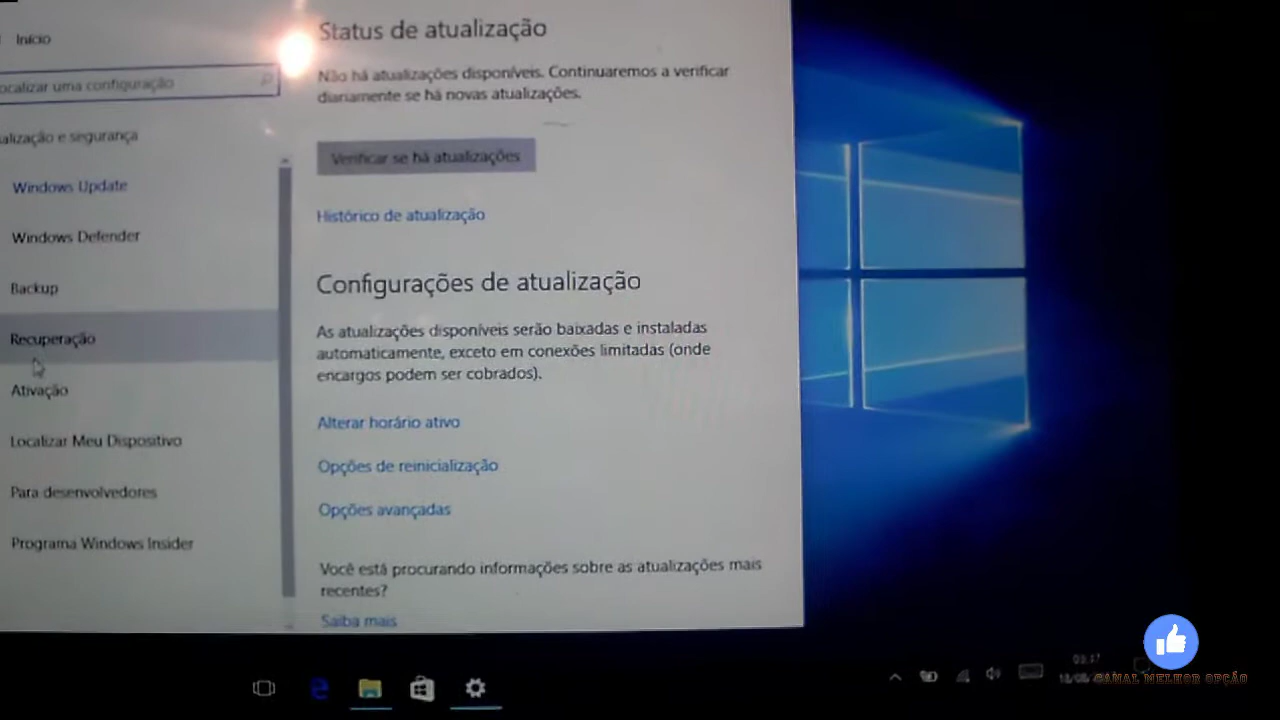 Início
ocalizar uma configuração
alização e segurança
Windows Update
Windows Defender
Backup
Recuperação
Ativação
Localizar Meu Dispositivo
Para desenvolvedores
Programa Windows Insider
Status de atualização
Não há atualizações disponíveis. Continuaremos a verificar
diariamente se há novas atualizações.
Verificar se há atualizações
Histórico de atualização
Configurações de atualização
As atualizações disponíveis serão baixadas e instaladas
automaticamente, exceto em conexões limitadas (onde
encargos podem ser cobrados).
Alterar horário ativo
Opções de reinicialização
Opções avançadas
Você está procurando informações sobre as atualizações mais
recentes?
Saiba mais
CANAL MELHOR OPÇÃO